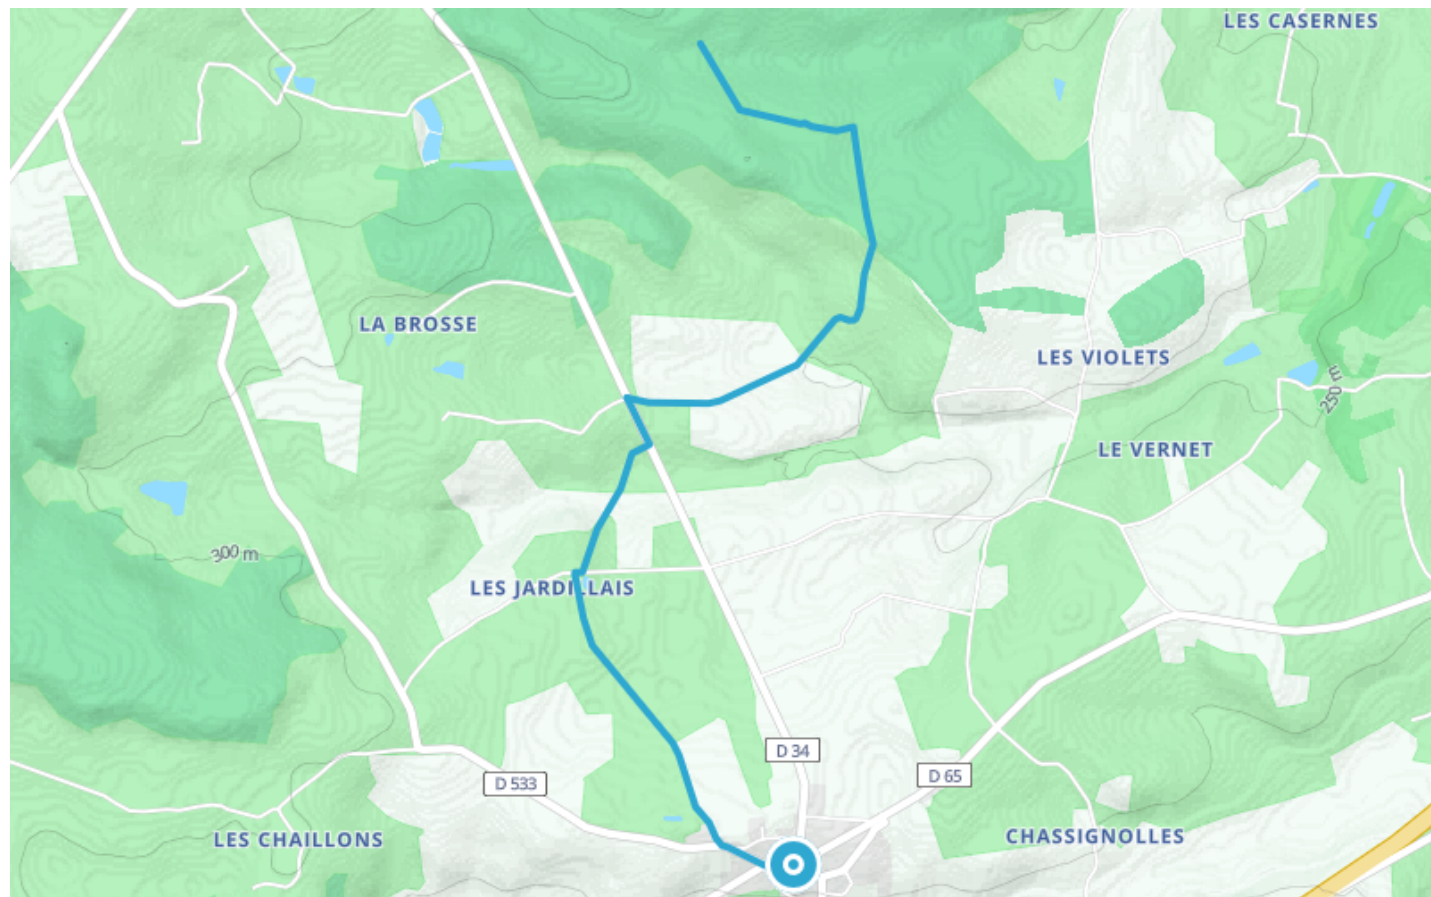 LES CASERNES
LA BROSSE
LES VIOLETS
250 m
LE VERNET
300 m
LES JARDILLAIS
D 34
D 65
D 533
LES CHAILLONS
CHASSIGNOLLES